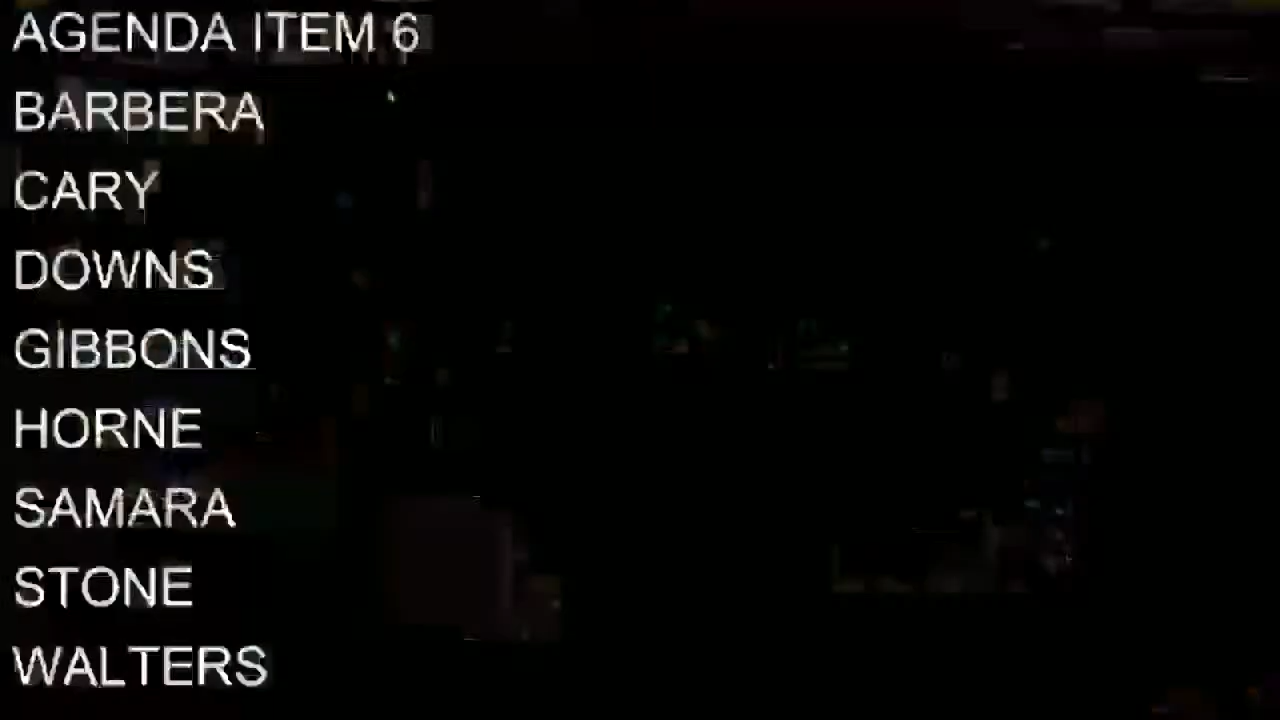 AGENDA ITEM 6
BARBERA
CARY
DOWNS
GIBBONS
HORNE
SAMARA
STONE
WALTERS